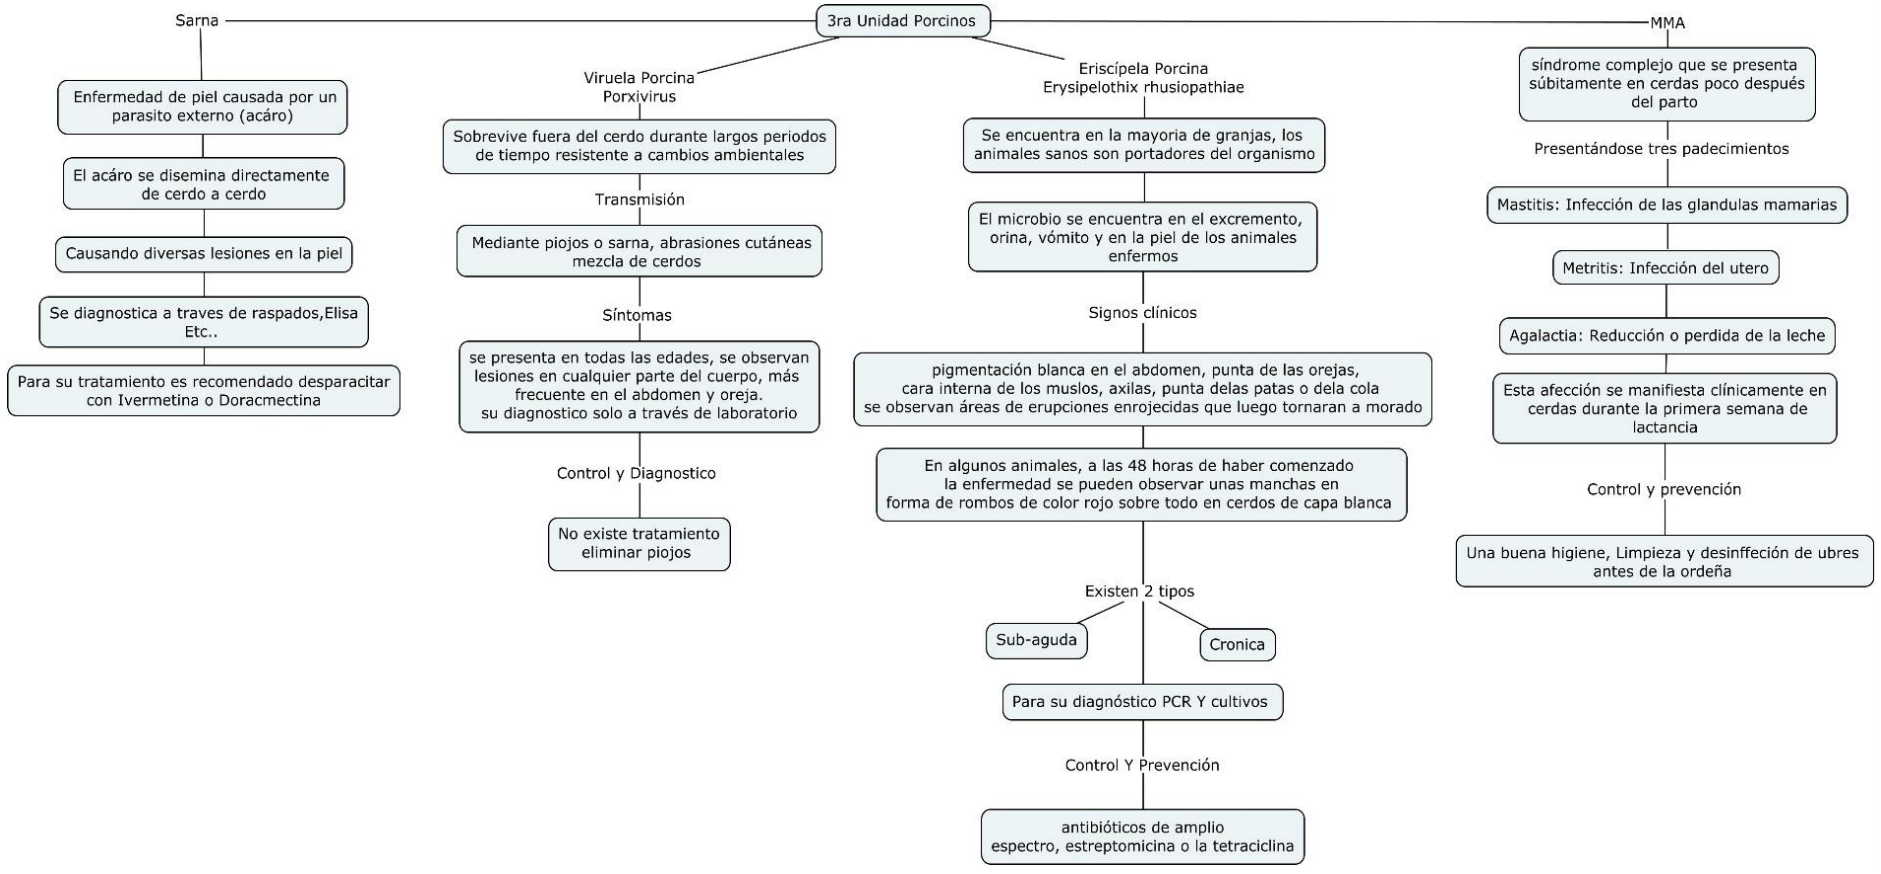 3ra Unidad Porcinos
Sarna
Enfermedad de piel causada por un
parasito externo (acáro)
El acáro se disemina directamente
de cerdo a cerdo
Causando diversas lesiones en la piel
Se diagnostica a traves de raspados,Elisa
Etc..
Para su tratamiento es recomendado desparacitar
con Ivermetina o Doracmectina
Viruela Porcina
Porxivirus
Sobrevive fuera del cerdo durante largos periodos
de tiempo resistente a cambios ambientales
Transmisión
Mediante piojos o sarna, abrasiones cutáneas
mezcla de cerdos
Síntomas
se presenta en todas las edades, se observan
lesiones en cualquier parte del cuerpo, más
frecuente en el abdomen y oreja.
su diagnostico solo a través de laboratorio
Control y Diagnostico
No existe tratamiento
eliminar piojos
Eriscípela Porcina
Erysipelothix rhusiopathiae
Se encuentra en la mayoria de granjas, los
animales sanos son portadores del organismo
El microbio se encuentra en el excremento,
orina, vómito y en la piel de los animales
enfermos
Signos clínicos
pigmentación blanca en el abdomen, punta de las orejas,
cara interna de los muslos, axilas, punta delas patas o dela cola
se observan áreas de erupciones enrojecidas que luego tornaran a morado
En algunos animales, a las 48 horas de haber comenzado
la enfermedad se pueden observar unas manchas en
forma de rombos de color rojo sobre todo en cerdos de capa blanca
Existen 2 tipos
Sub-aguda
Cronica
Para su diagnóstico PCR Y cultivos
Control Y Prevención
antibióticos de amplio
espectro, estreptomicina o la tetraciclina
MMA
síndrome complejo que se presenta
súbitamente en cerdas poco después
del parto
Presentándose tres padecimientos
Mastitis: Infección de las glandulas mamarias
Metritis: Infección del utero
Agalactia: Reducción o perdida de la leche
Esta afección se manifiesta clínicamente en
cerdas durante la primera semana de
lactancia
Control y prevención
Una buena higiene, Limpieza y desinffeción de ubres
antes de la ordeña